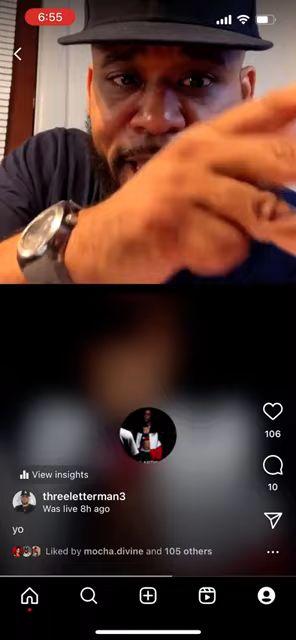 6:55
106
10
View insights
threeletterman3
Was live 8h ago
yo
Liked by mocha.divine and 105 others